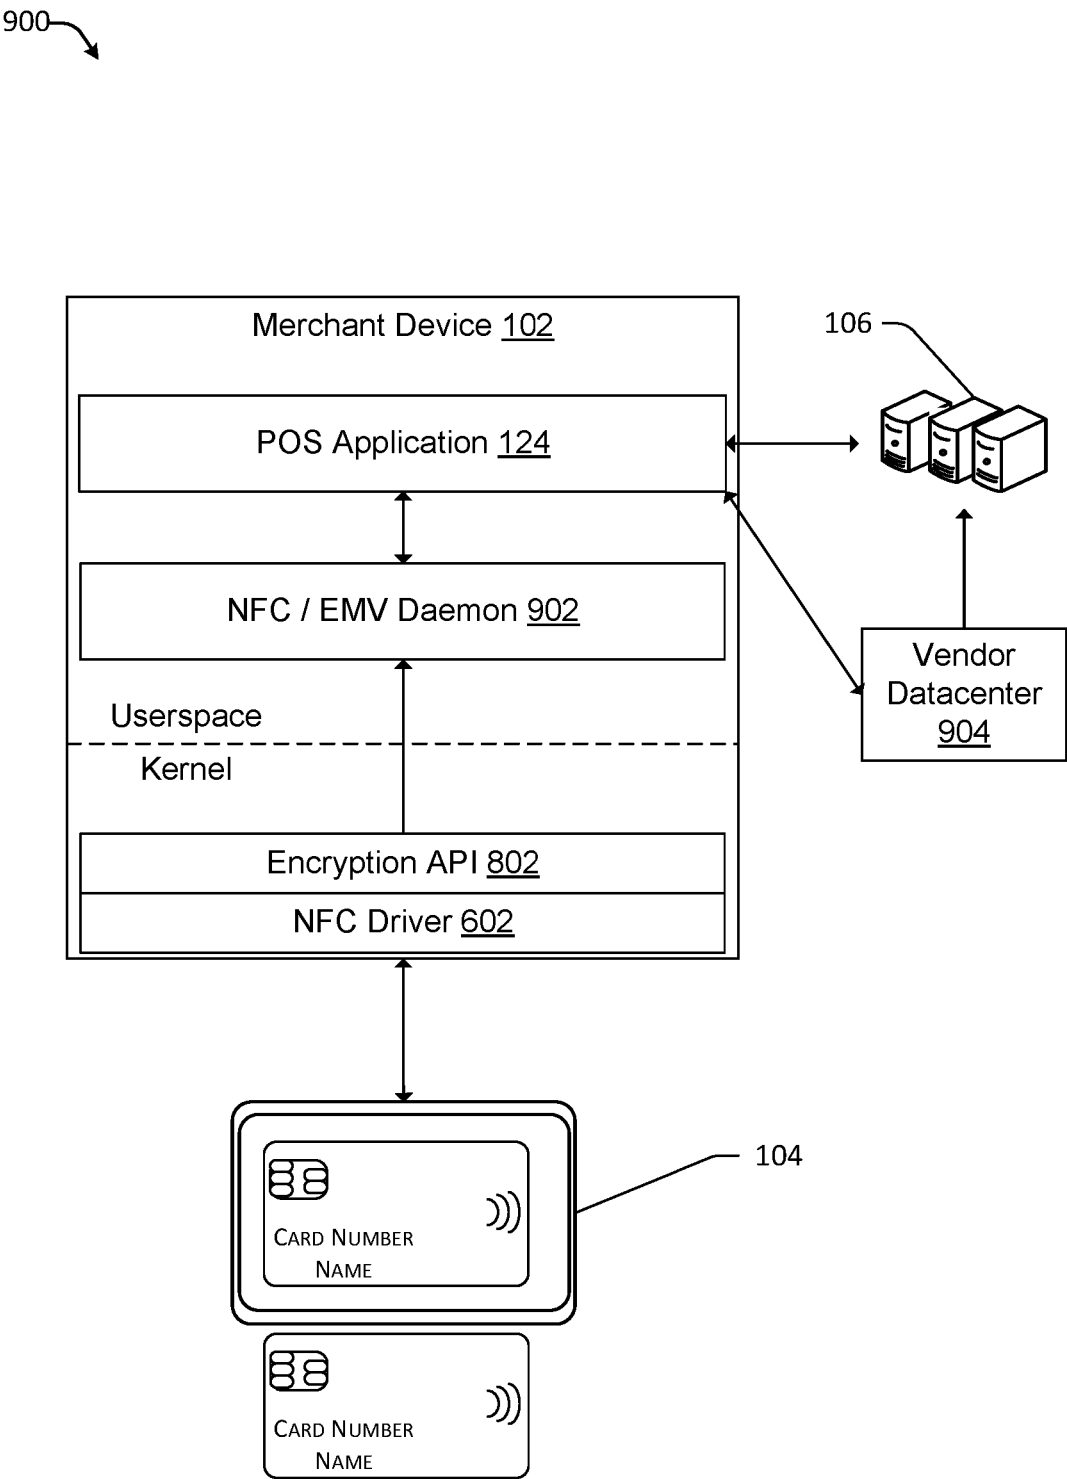 900
Merchant Device 102
106
POS Application 124
NFC / EMV Daemon 902
Vendor
Datacenter
904
Userspace
Kernel
Encryption API 802
NFC Driver 602
104
CARD NUMBER
NAME
CARD NUMBER
NAME